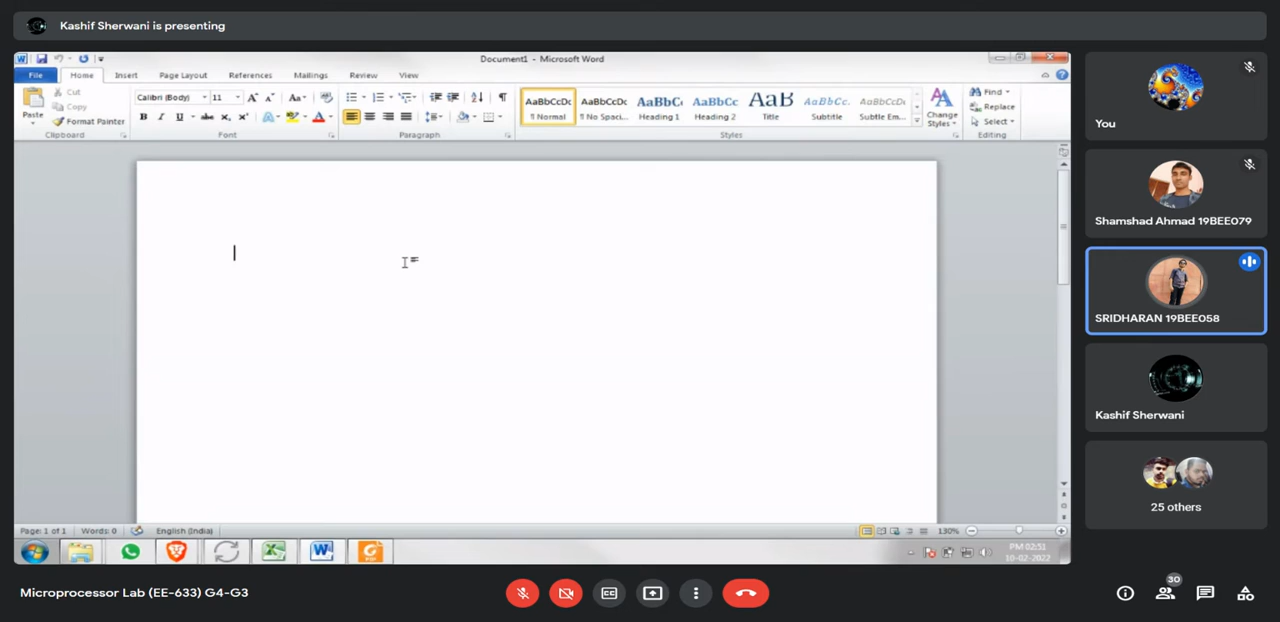 Kashif Sherwani is presenting
Document1 - Microsoft Word
File Home Insert Page Layout References Mailings Review View
Paste
Cut
Copy
Format Painter
Clipboard
Calibri (Body) 11
Aa
B I U abc x, x
A
Font
Paragraph
AaBbCcDc AaBbCcDc AaBbC AaBbCc AaB AaBbCc. AaBbCcDc
Normal No Spaci... Heading 1 Heading 2 Title Subtitle Subtle Em...
Styles
Change Styles
Find
Replace
Select
Editing
Page: 1 of 1 Words: 0 English (India) 130%
PM 02:51
10-02-2022
You
Shamshad Ahmad 19BEE079
SRIDHARAN 19BEE058
Kashif Sherwani
25 others
Microprocessor Lab (EE-633) G4-G3
CC
30